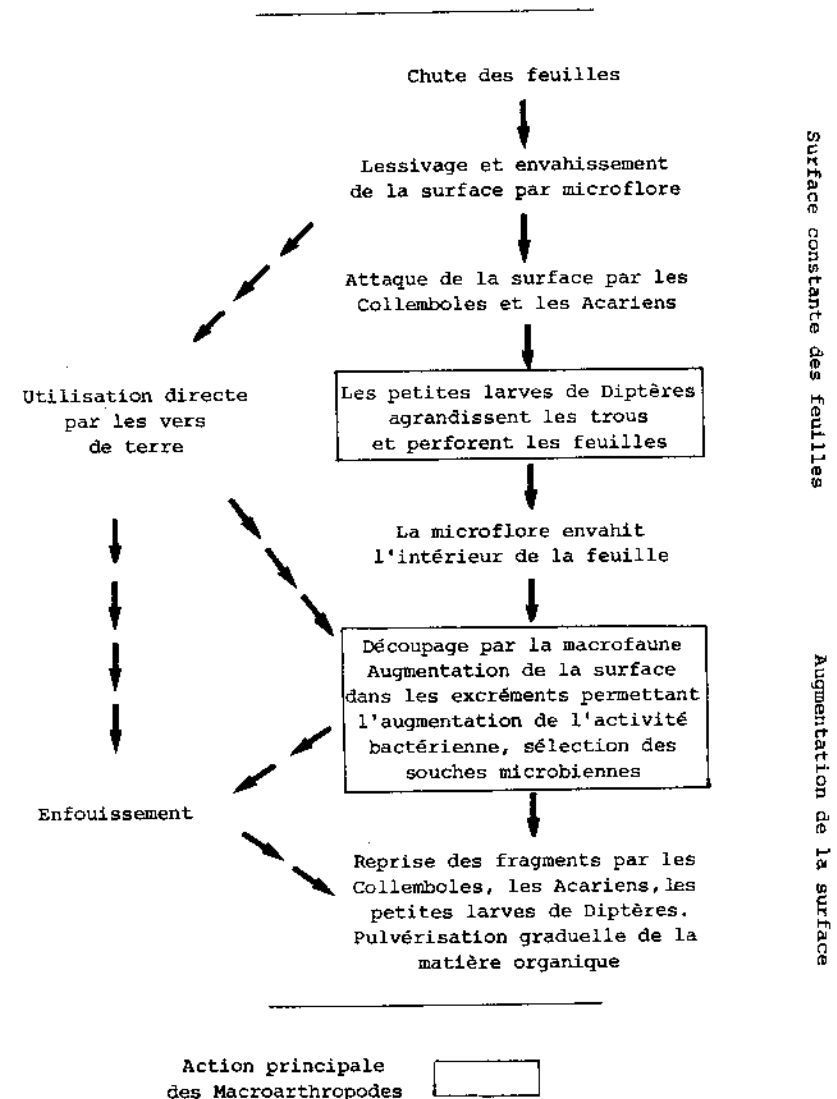 Chute des feuilles
Lessivage et envahissement
de la surface par microflore
Attaque de la surface par les
Collemboles et les Acariens
Utilisation directe
par les vers
de terre
Les petites larves de Diptères
agrandissent les trous
et perforent les feuilles
La microflore envahit
l'intérieur de la feuille
Découpage par la macrofaune
Augmentation de la surface
dans les excréments permettant
l'augmentation de l'activité
bactérienne, sélection des
souches microbiennes
Enfouissement
Reprise des fragments par les
Collemboles, les Acariens, les
petites larves de Diptères.
Pulvérisation graduelle de la
matière organique
Surface constante des feuilles
Augmentation de la surface
Action principale
des Macroarthropodes